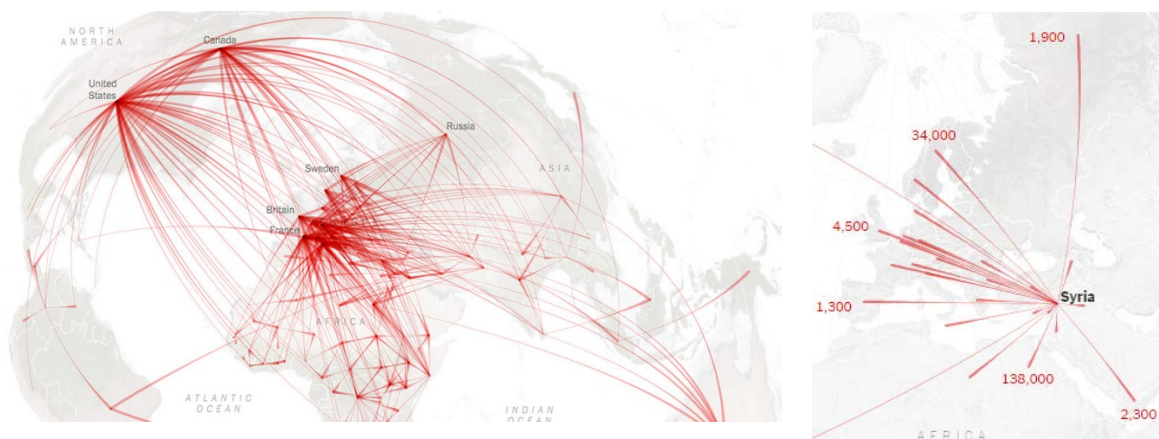 NORTH
AMERICA
Canada
United
States
Russia
ASIA
Sweden
Britain
France
AFRICA
ATLANTIC
OCEAN
INDIAN
OCEAN
1,900
34,000
4,500
Syria
1,300
138,000
2,300
AFRICA